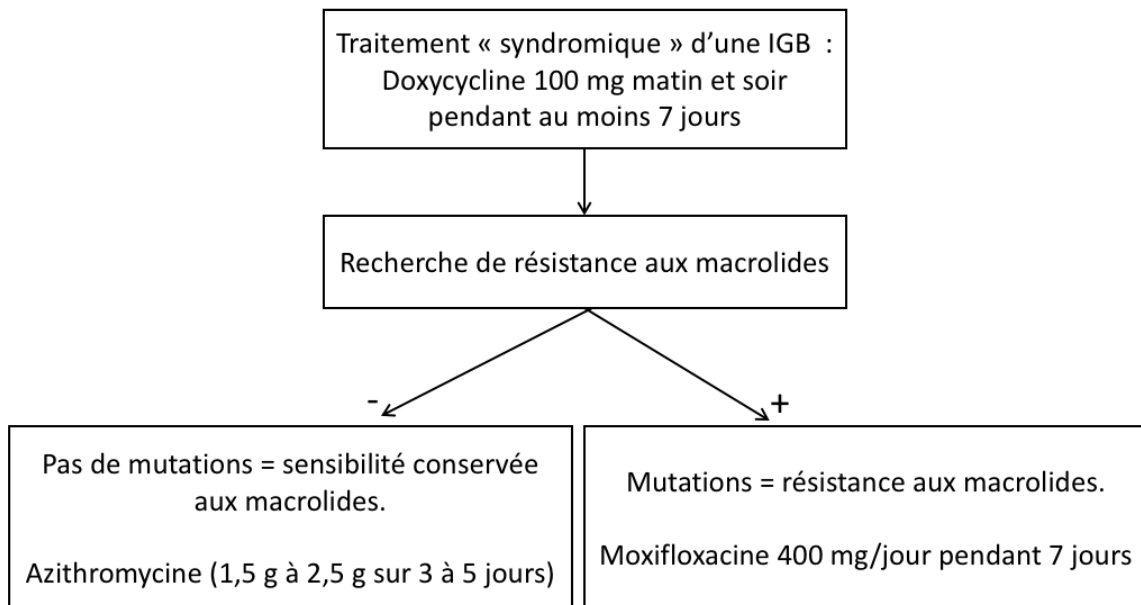 Traitement « syndromique » d’une IGB :
Doxycycline 100 mg matin et soir
pendant au moins 7 jours
Recherche de résistance aux macrolides
-
+
Pas de mutations = sensibilité conservée
aux macrolides.
Azithromycine (1,5 g à 2,5 g sur 3 à 5 jours)
Mutations = résistance aux macrolides.
Moxifloxacine 400 mg/jour pendant 7 jours